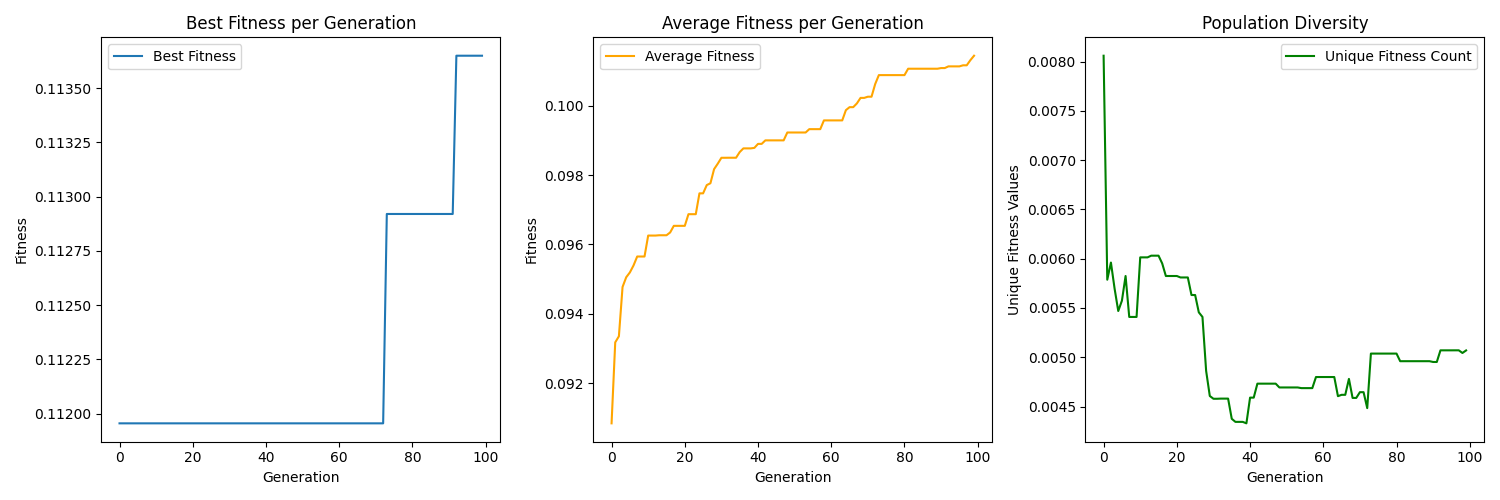 Best Fitness per Generation
Best Fitness
0.11350
0.11325
0.11300
0.11275
0.11250
0.11225
0.11200
Fitness
0 20 40 60 80 100
Generation
Average Fitness per Generation
Average Fitness
0.100
0.098
0.096
0.094
0.092
Fitness
0 20 40 60 80 100
Generation
Population Diversity
Unique Fitness Count
0.0080
0.0075
0.0070
0.0065
0.0060
0.0055
0.0050
0.0045
Unique Fitness Values
0 20 40 60 80 100
Generation